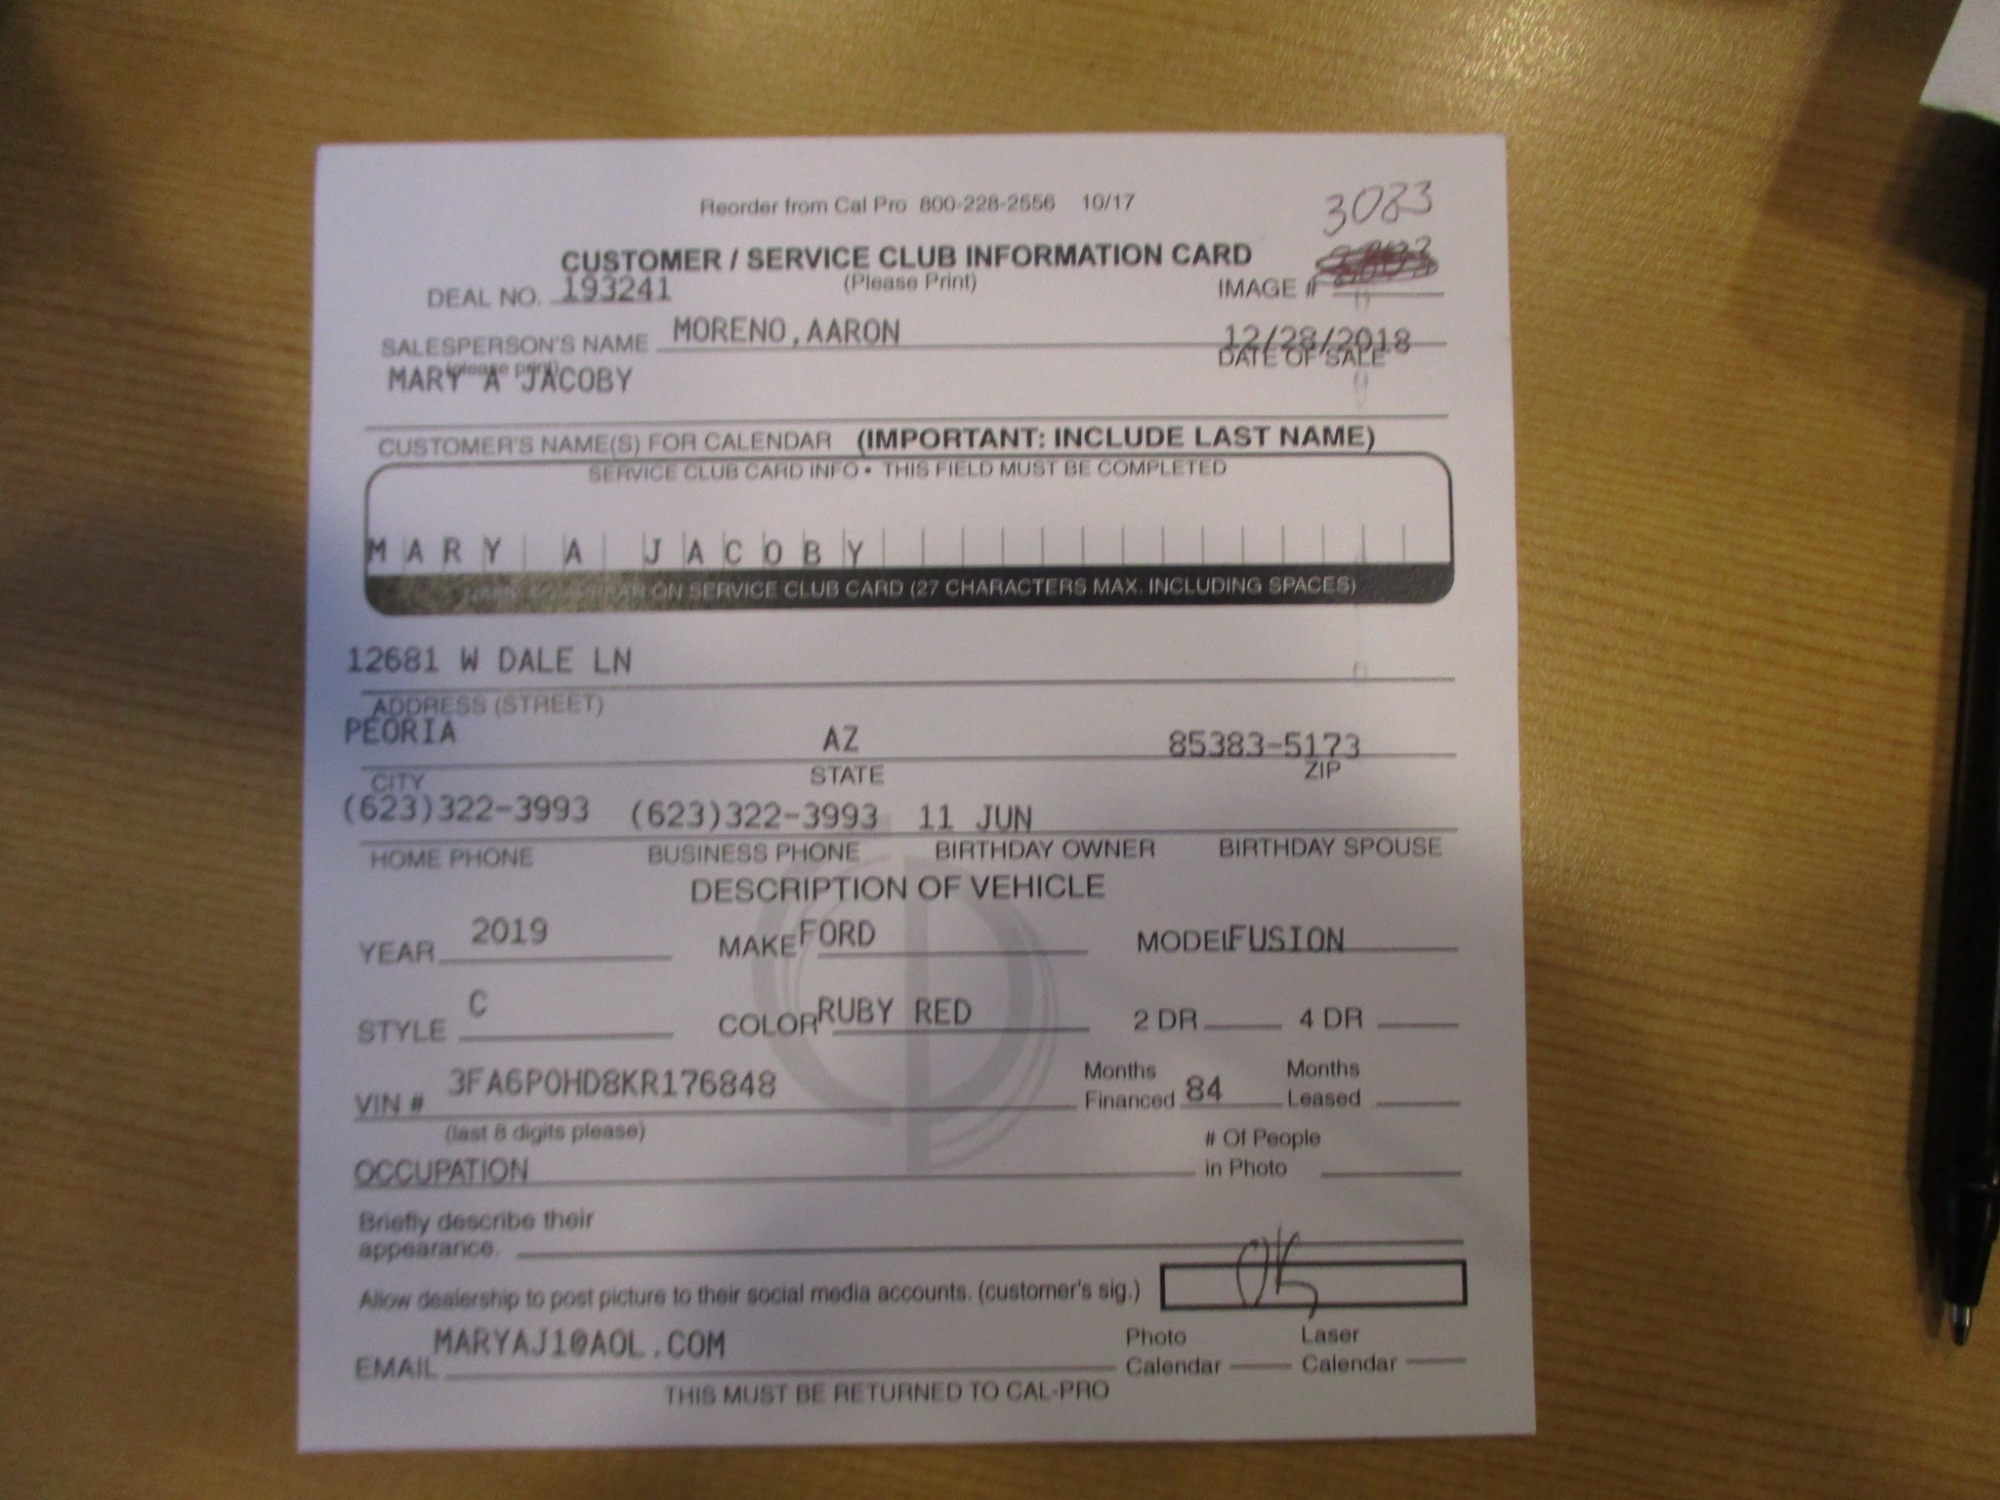 Reorder from Cal Pro 800-228-2556 10/17
3083
CUSTOMER / SERVICE CLUB INFORMATION CARD
(Please Print)
DEAL NO. 193241
IMAGE #
SALESPERSON'S NAME MORENO,AARON
12/28/2018
(please print)
DATE OF SALE
MARY A JACOBY
CUSTOMER'S NAME(S) FOR CALENDAR (IMPORTANT: INCLUDE LAST NAME)
SERVICE CLUB CARD INFO • THIS FIELD MUST BE COMPLETED
MARY A JACOBY
ON SERVICE CLUB CARD (27 CHARACTERS MAX. INCLUDING SPACES)
12681 W DALE LN
ADDRESS (STREET)
PEORIA AZ 85383-5173
CITY STATE ZIP
(623)322-3993 (623)322-3993 11 JUN
HOME PHONE BUSINESS PHONE BIRTHDAY OWNER BIRTHDAY SPOUSE
DESCRIPTION OF VEHICLE
YEAR 2019 MAKE FORD MODEL FUSION
STYLE C COLOR RUBY RED 2 DR 4 DR
VIN # 3FA6P0HD8KR176848
(last 8 digits please)
Months Financed 84
Months Leased
OCCUPATION
# Of People in Photo
Briefly describe their
appearance.
Allow dealership to post picture to their social media accounts. (customer's sig.) OK
EMAIL MARYAJ1@AOL.COM
Photo Calendar
Laser Calendar
THIS MUST BE RETURNED TO CAL-PRO